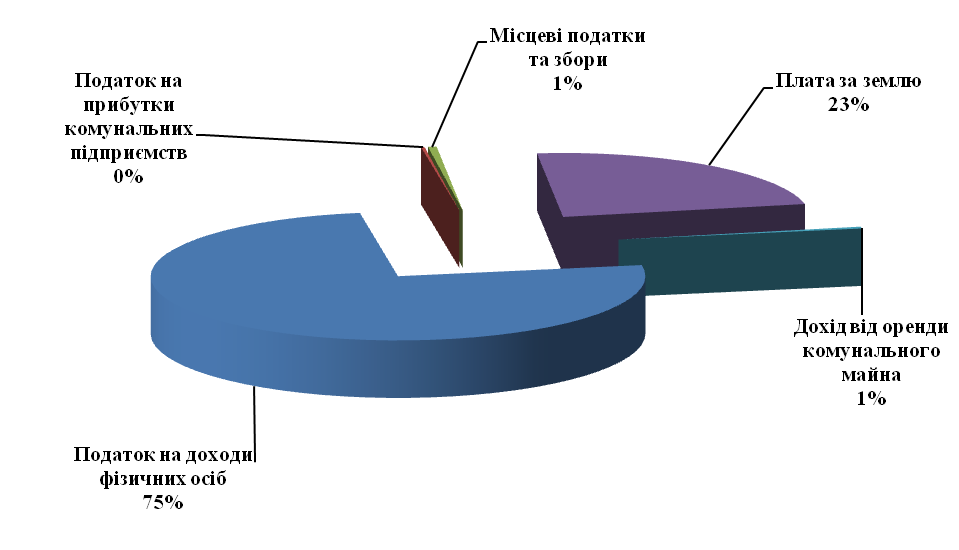 Місцеві податки
та збори
1%
Податок на
прибутки
комунальних
підприємств
0%
Плата за землю
23%
Дохід від оренди
комунального
майна
1%
Податок на доходи
фізичних осіб
75%